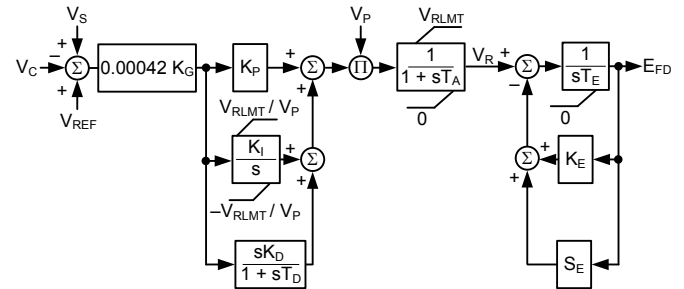 V_S
V_P
V_RLMT
V_C
–
+
Σ
+
V_REF
0.00042 K_G
K_P
+
Σ
+
Π
1
1 + sT_A
0
V_R
+
Σ
–
1
sT_E
0
E_FD
V_RLMT / V_P
K_I
s
–V_RLMT / V_P
+
Σ
+
+
Σ
+
K_E
sK_D
1 + sT_D
S_E